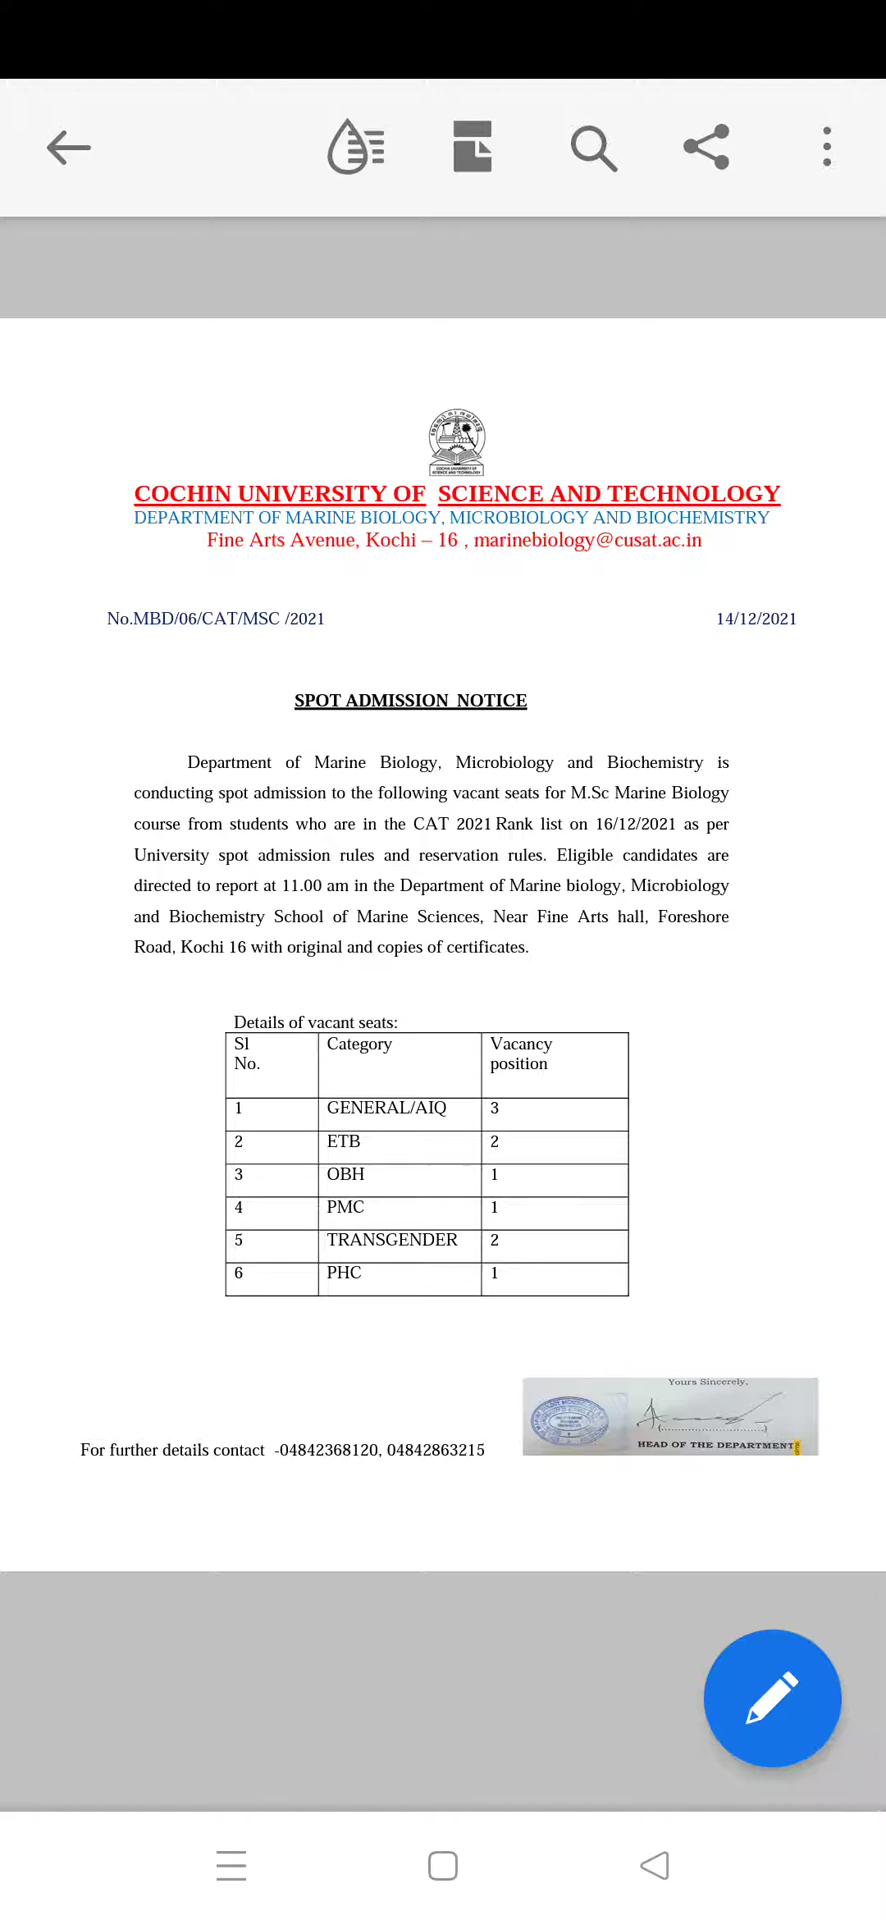 COCHIN UNIVERSITY OF
SCIENCE AND TECHNOLOGY
COCHIN UNIVERSITY OF SCIENCE AND TECHNOLOGY
DEPARTMENT OF MARINE BIOLOGY, MICROBIOLOGY AND BIOCHEMISTRY
Fine Arts Avenue, Kochi – 16 , marinebiology@cusat.ac.in
No.MBD/06/CAT/MSC /2021 14/12/2021
SPOT ADMISSION NOTICE
Department of Marine Biology, Microbiology and Biochemistry is
conducting spot admission to the following vacant seats for M.Sc Marine Biology
course from students who are in the CAT 2021 Rank list on 16/12/2021 as per
University spot admission rules and reservation rules. Eligible candidates are
directed to report at 11.00 am in the Department of Marine biology, Microbiology
and Biochemistry School of Marine Sciences, Near Fine Arts hall, Foreshore
Road, Kochi 16 with original and copies of certificates.
Details of vacant seats:
Sl No. Category Vacancy position
1 GENERAL/AIQ 3
2 ETB 2
3 OBH 1
4 PMC 1
5 TRANSGENDER 2
6 PHC 1
Yours Sincerely,
(........................)
HEAD OF THE DEPARTMENT
For further details contact -04842368120, 04842863215